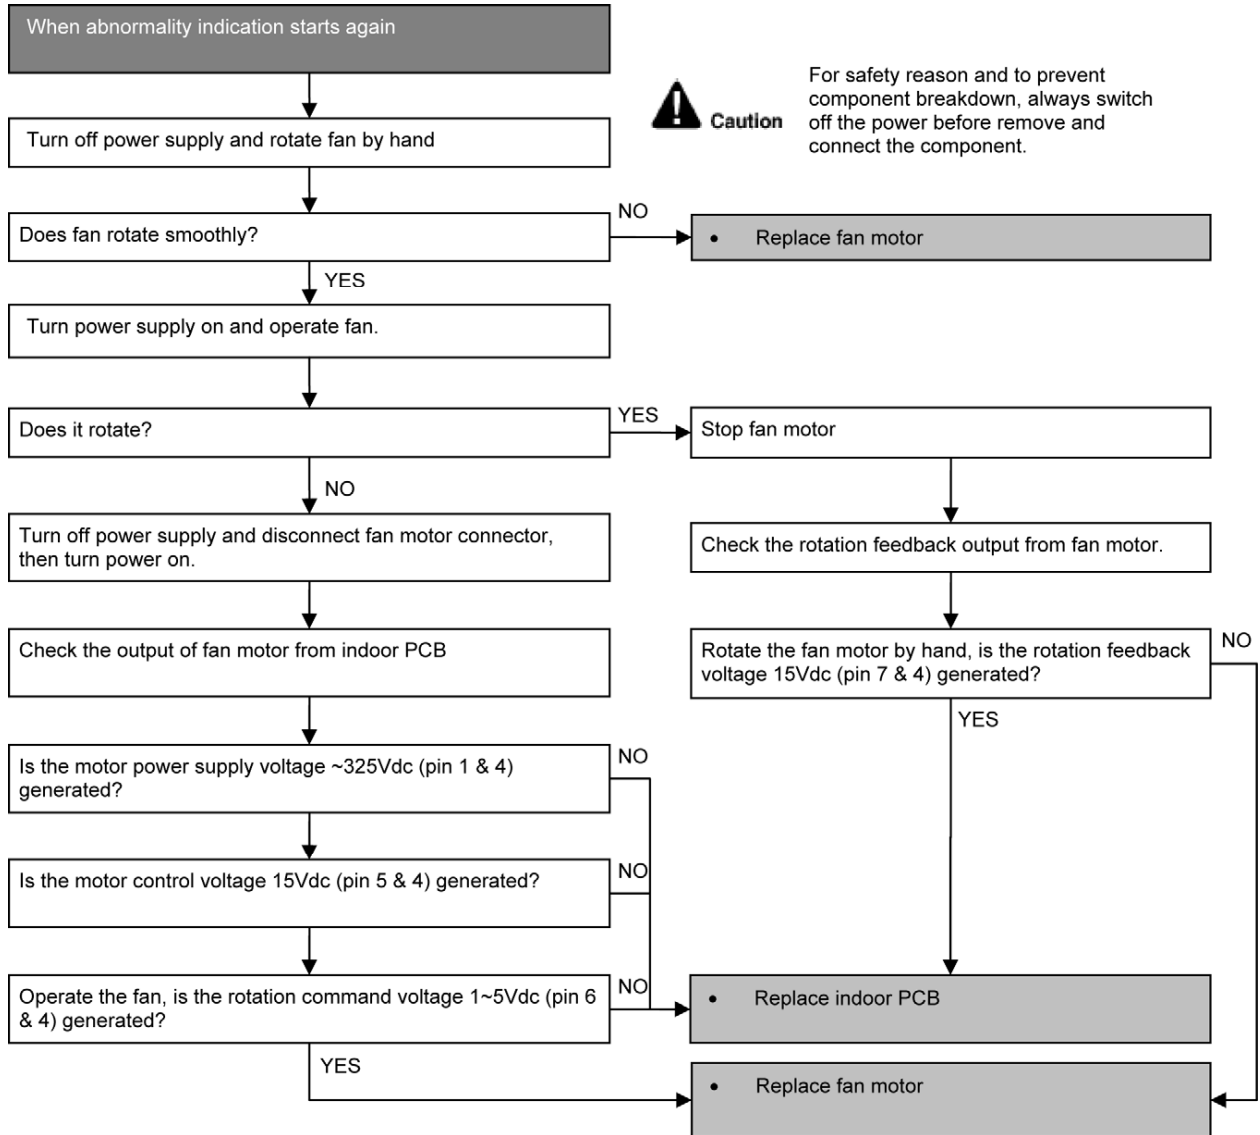 When abnormality indication starts again
For safety reason and to prevent
component breakdown, always switch
off the power before remove and
connect the component.
Caution
Turn off power supply and rotate fan by hand
Does fan rotate smoothly?
NO
• Replace fan motor
YES
Turn power supply on and operate fan.
Does it rotate?
YES
Stop fan motor
NO
Turn off power supply and disconnect fan motor connector,
then turn power on.
Check the rotation feedback output from fan motor.
Check the output of fan motor from indoor PCB
Rotate the fan motor by hand, is the rotation feedback
voltage 15Vdc (pin 7 & 4) generated?
NO
YES
Is the motor power supply voltage ~325Vdc (pin 1 & 4)
generated?
NO
Is the motor control voltage 15Vdc (pin 5 & 4) generated?
NO
Operate the fan, is the rotation command voltage 1~5Vdc (pin 6
& 4) generated?
NO
• Replace indoor PCB
YES
• Replace fan motor